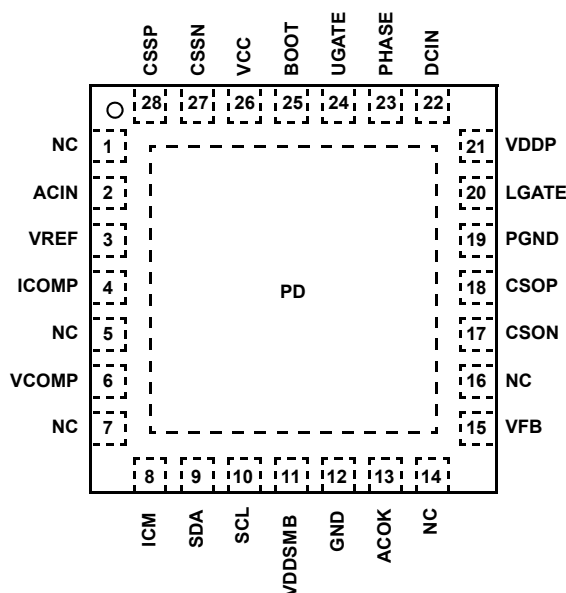 CSSP CSSN VCC BOOT UGATE PHASE DCIN
28 27 26 25 24 23 22
NC 1 21 VDDP
ACIN 2 20 LGATE
VREF 3 19 PGND
ICOMP 4 PD 18 CSOP
NC 5 17 CSON
VCOMP 6 16 NC
NC 7 15 VFB
8 9 10 11 12 13 14
ICM SDA SCL VDDSMB GND ACOK NC